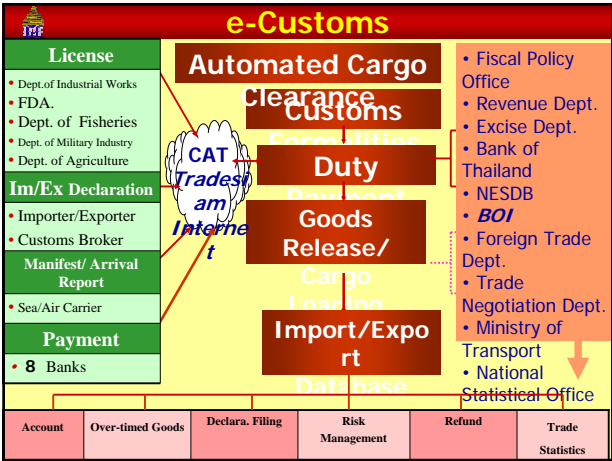 e-Customs
IMF
License
• Dept.of Industrial Works
• FDA.
• Dept. of Fisheries
• Dept. of Military Industry
• Dept. of Agriculture
Im/Ex Declaration
• Importer/Exporter
• Customs Broker
Manifest/ Arrival
Report
• Sea/Air Carrier
Payment
• 8 Banks
CAT
Tradesi
am
Interne
t
Automated Cargo
Clearance
Customs
Formalities
Duty
Payment
Goods
Release/
Cargo
Loading
Import/Expo
rt
Database
• Fiscal Policy
Office
• Revenue Dept.
• Excise Dept.
• Bank of
Thailand
• NESDB
• BOI
• Foreign Trade
Dept.
• Trade
Negotiation Dept.
• Ministry of
Transport
• National
Statistical Office
Account
Over-timed Goods
Declara. Filing
Risk
Management
Refund
Trade
Statistics